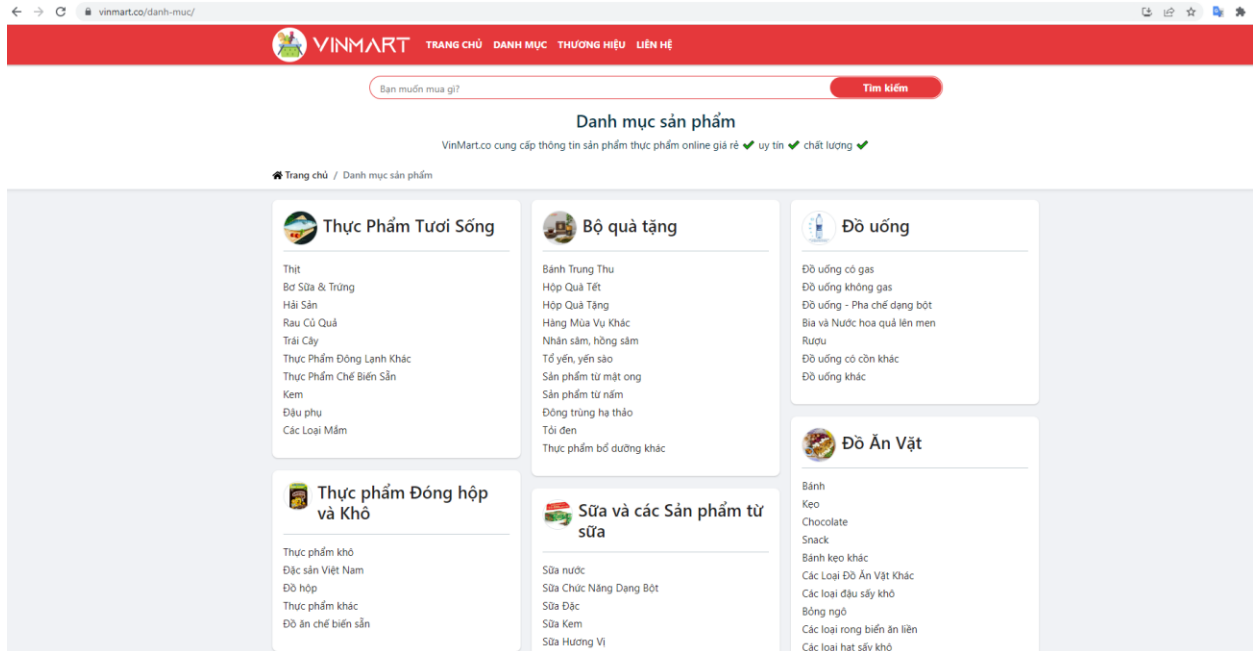 vinmart.co/danh-muc/
VINMART TRANG CHỦ DANH MỤC THƯƠNG HIỆU LIÊN HỆ
Bạn muốn mua gì? Tìm kiếm
Danh mục sản phẩm
VinMart.co cung cấp thông tin sản phẩm thực phẩm online giá rẻ ✔ uy tín ✔ chất lượng ✔
Trang chủ / Danh mục sản phẩm
Thực Phẩm Tươi Sống
Thịt
Bơ Sữa & Trứng
Hải Sản
Rau Củ Quả
Trái Cây
Thực Phẩm Đông Lạnh Khác
Thực Phẩm Chế Biến Sẵn
Kem
Đậu phụ
Các Loại Mắm
Thực phẩm Đóng hộp
và Khô
Thực phẩm khô
Đặc sản Việt Nam
Đồ hộp
Thực phẩm khác
Đồ ăn chế biến sẵn
Bộ quà tặng
Bánh Trung Thu
Hộp Quà Tết
Hộp Quà Tặng
Hàng Mùa Vụ Khác
Nhân sâm, hồng sâm
Tổ yến, yến sào
Sản phẩm từ mật ong
Sản phẩm từ nấm
Đông trùng hạ thảo
Tỏi đen
Thực phẩm bổ dưỡng khác
Sữa và các Sản phẩm từ
sữa
Sữa nước
Sữa Chức Năng Dạng Bột
Sữa Đặc
Sữa Kem
Sữa Hương Vị
Đồ uống
Đồ uống có gas
Đồ uống không gas
Đồ uống - Pha chế dạng bột
Bia và Nước hoa quả lên men
Rượu
Đồ uống có cồn khác
Đồ uống khác
Đồ Ăn Vặt
Bánh
Kẹo
Chocolate
Snack
Bánh kẹo khác
Các Loại Đồ Ăn Vặt Khác
Các loại đậu sấy khô
Bỏng ngô
Các loại rong biển ăn liền
Các loại hạt sấy khô